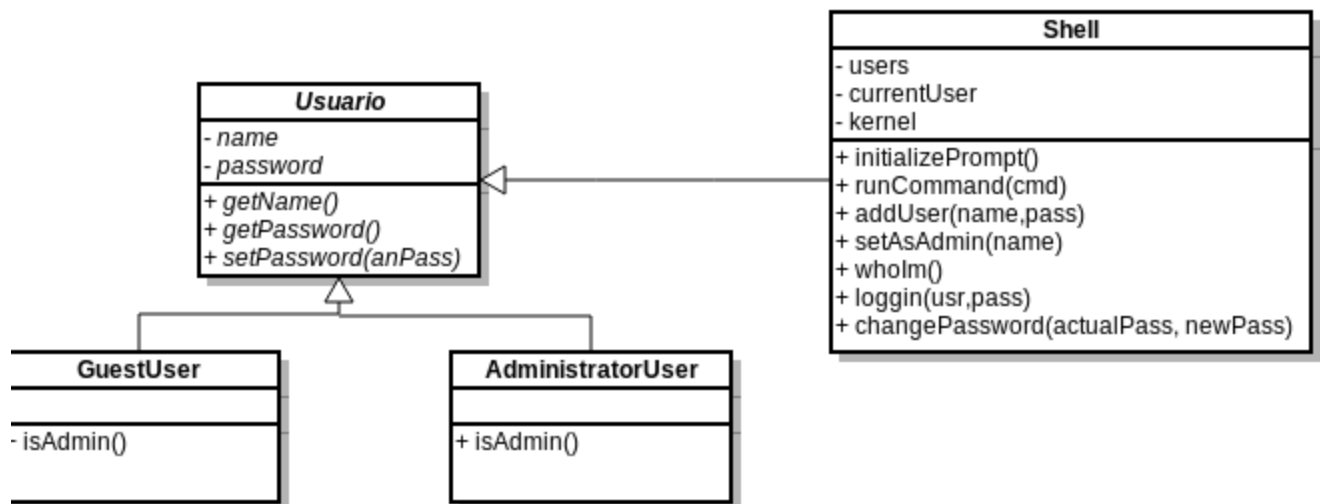 Shell
- users
- currentUser
- kernel
+ initializePrompt()
+ runCommand(cmd)
+ addUser(name,pass)
+ setAsAdmin(name)
+ whoIm()
+ loggin(usr,pass)
+ changePassword(actualPass, newPass)
Usuario
- name
- password
+ getName()
+ getPassword()
+ setPassword(anPass)
GuestUser
- isAdmin()
AdministratorUser
+ isAdmin()